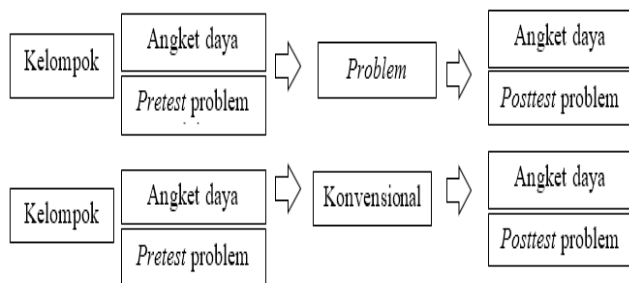 Kelompok
Angket daya
Pretest problem
Problem
Angket daya
Posttest problem
Kelompok
Angket daya
Pretest problem
Konvensional
Angket daya
Posttest problem